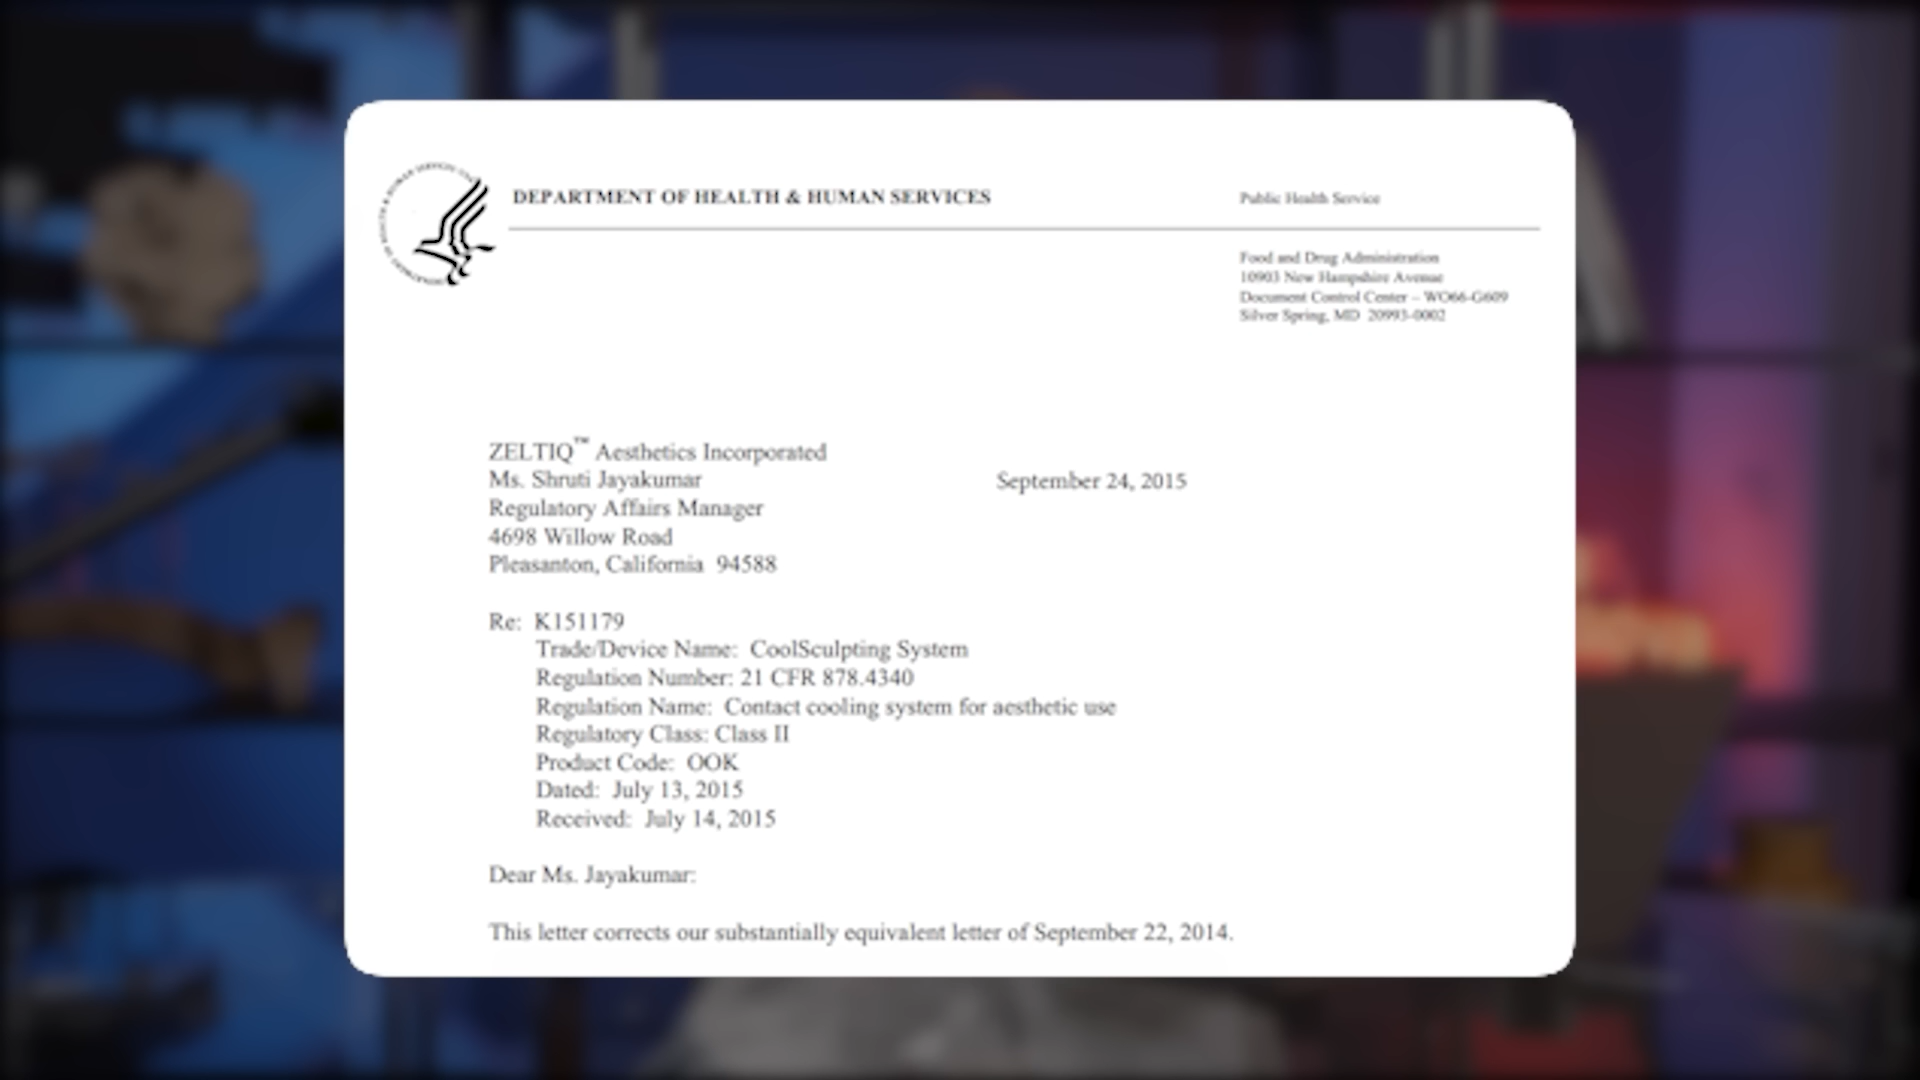 DEPARTMENT OF HEALTH & HUMAN SERVICES
Public Health Service
Food and Drug Administration
10903 New Hampshire Avenue
Document Control Center – WO66-G609
Silver Spring, MD 20993-0002
ZELTIQ™ Aesthetics Incorporated
Ms. Shruti Jayakumar
September 24, 2015
Regulatory Affairs Manager
4698 Willow Road
Pleasanton, California 94588
Re: K151179
Trade/Device Name: CoolSculpting System
Regulation Number: 21 CFR 878.4340
Regulation Name: Contact cooling system for aesthetic use
Regulatory Class: Class II
Product Code: OOK
Dated: July 13, 2015
Received: July 14, 2015
Dear Ms. Jayakumar:
This letter corrects our substantially equivalent letter of September 22, 2014.